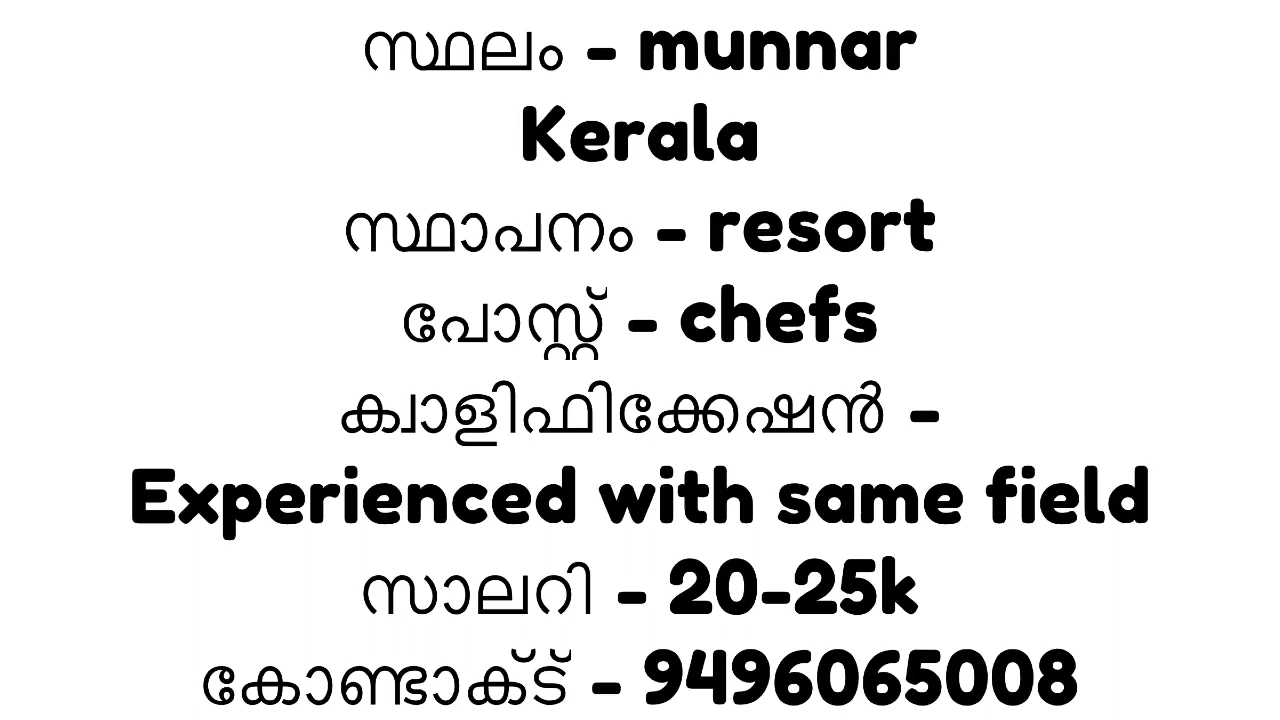 സ്ഥലം - munnar
Kerala
സ്ഥാപനം - resort
പോസ്റ്റ് - chefs
ക്വാളിഫിക്കേഷൻ -
Experienced with same field
സാലറി - 20-25k
കോണ്ടാക്ട് - 9496065008